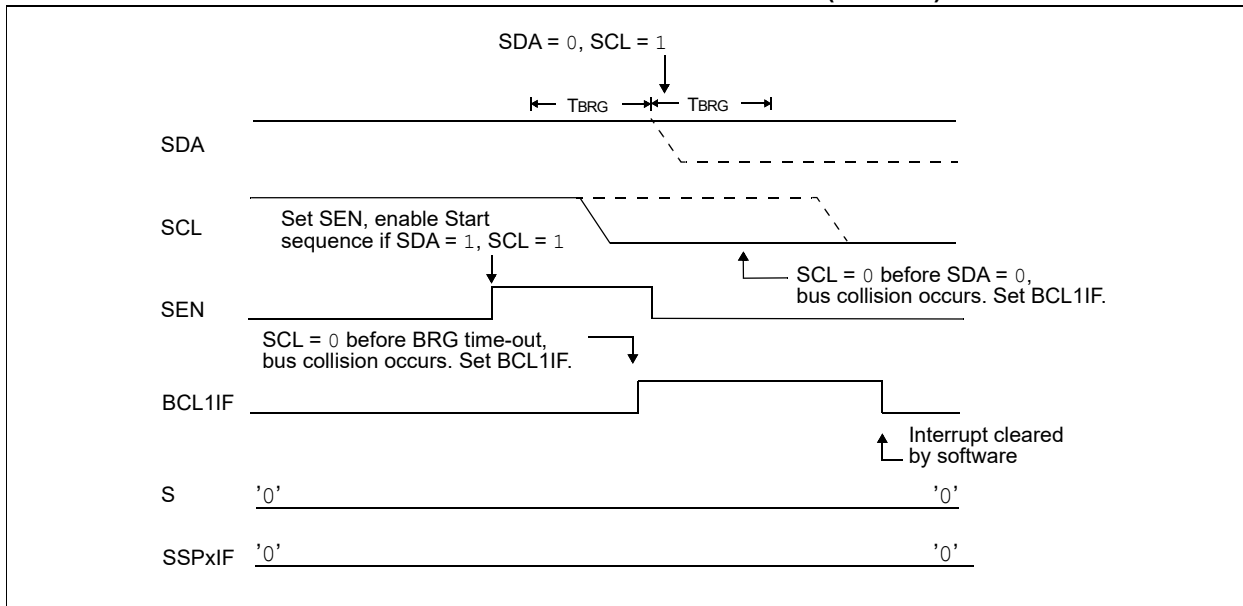 SDA = 0, SCL = 1
TBRG TBRG
SDA
SCL
Set SEN, enable Start
sequence if SDA = 1, SCL = 1
SCL = 0 before SDA = 0,
bus collision occurs. Set BCL1IF.
SEN
SCL = 0 before BRG time-out,
bus collision occurs. Set BCL1IF.
BCL1IF
Interrupt cleared
by software
S '0' '0'
SSPxIF '0' '0'